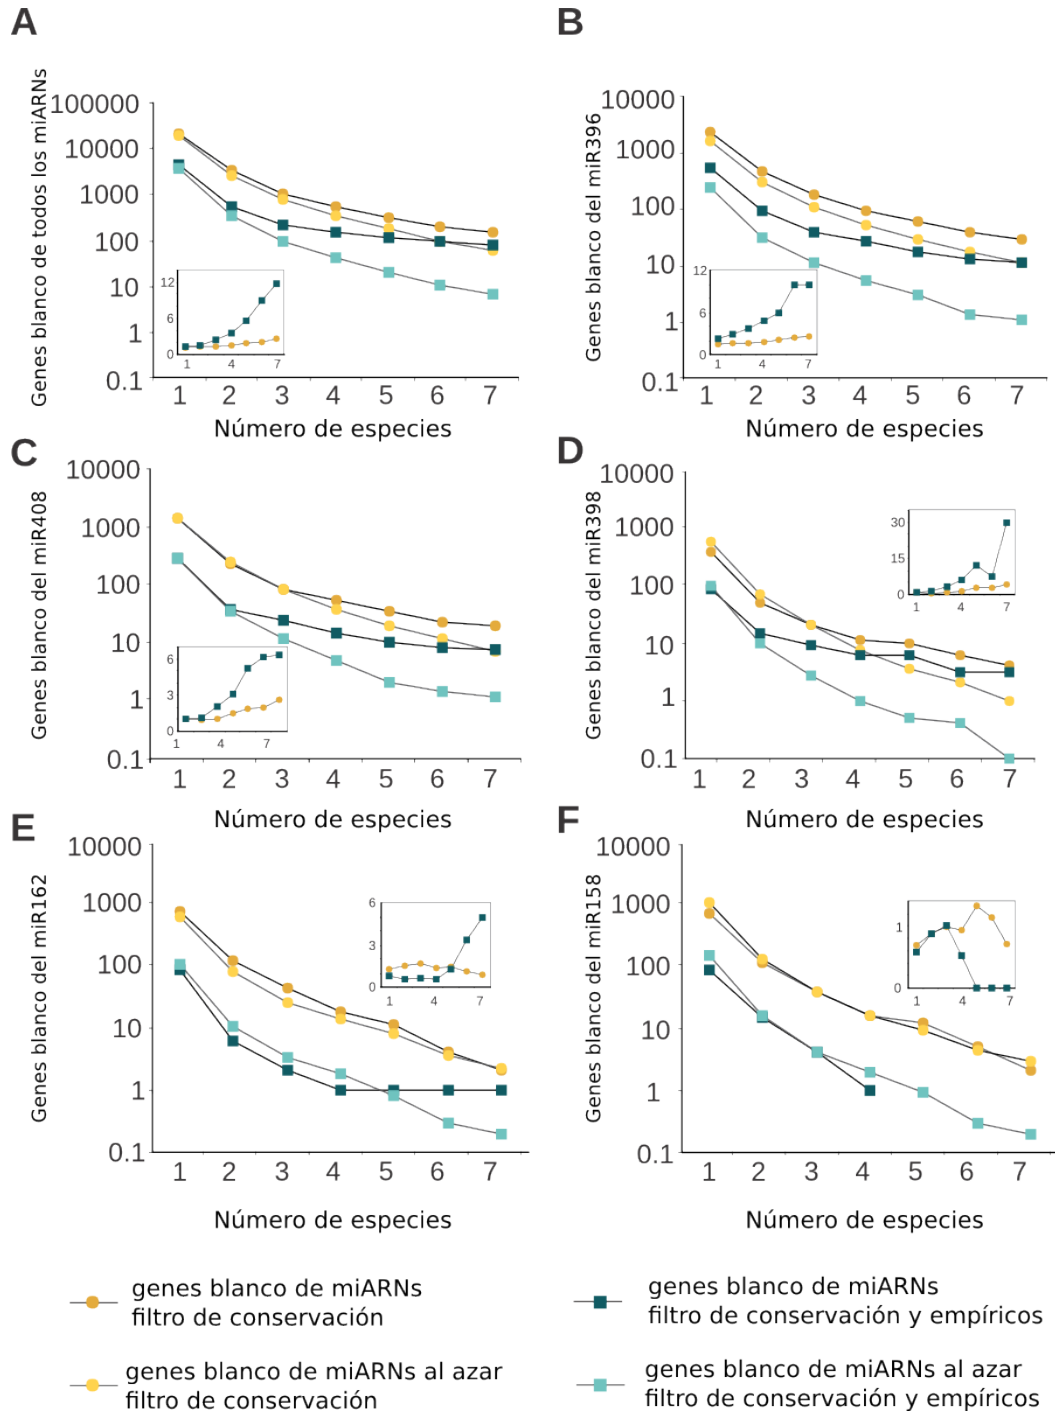 A
Genes blanco de todos los miARNs
100000
10000
1000
100
10
1
0.1
12
6
0
1 4 7
1 2 3 4 5 6 7
Número de especies
B
Genes blanco del miR396
10000
1000
100
10
1
0.1
12
6
0
1 4 7
1 2 3 4 5 6 7
Número de especies
C
Genes blanco del miR408
10000
1000
100
10
1
0.1
6
3
0
1 4 7
1 2 3 4 5 6 7
Número de especies
D
Genes blanco del miR398
10000
1000
100
10
1
0.1
30
15
0
1 4 7
1 2 3 4 5 6 7
Número de especies
E
Genes blanco del miR162
10000
1000
100
10
1
0.1
6
3
0
1 4 7
1 2 3 4 5 6 7
Número de especies
F
Genes blanco del miR158
10000
1000
100
10
1
0.1
1
0
1 4 7
1 2 3 4 5 6 7
Número de especies
genes blanco de miARNs
filtro de conservación
genes blanco de miARNs al azar
filtro de conservación
genes blanco de miARNs
filtro de conservación y empíricos
genes blanco de miARNs al azar
filtro de conservación y empíricos